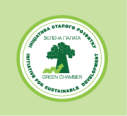 ІНІЦІАТИВА СТАЛОГО РОЗВИТКУ
ЗЕЛЕНА ПАЛАТА
GREEN CHAMBER
INITIATIVE FOR SUSTAINABLE DEVELOPMENT